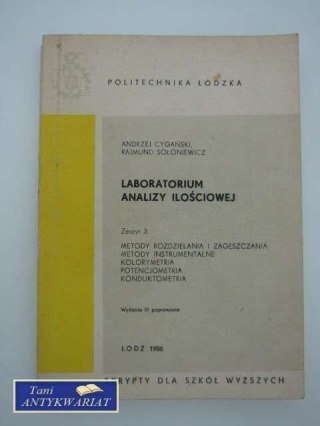 POLITECHNIKA ŁÓDZKA
ANDRZEJ CYGAŃSKI,
RAJMUND SOŁONIEWICZ
LABORATORIUM
ANALIZY ILOŚCIOWEJ
Zeszyt 3
METODY ROZDZIELANIA I ZAGĘSZCZANIA
METODY INSTRUMENTALNE
KOLORYMETRIA
POTENCJOMETRIA
KONDUKTOMETRIA
Wydanie III poprawione
ŁÓDŹ 1986
SKRYPTY DLA SZKÓŁ WYŻSZYCH
Tani
ANTYKWARIAT